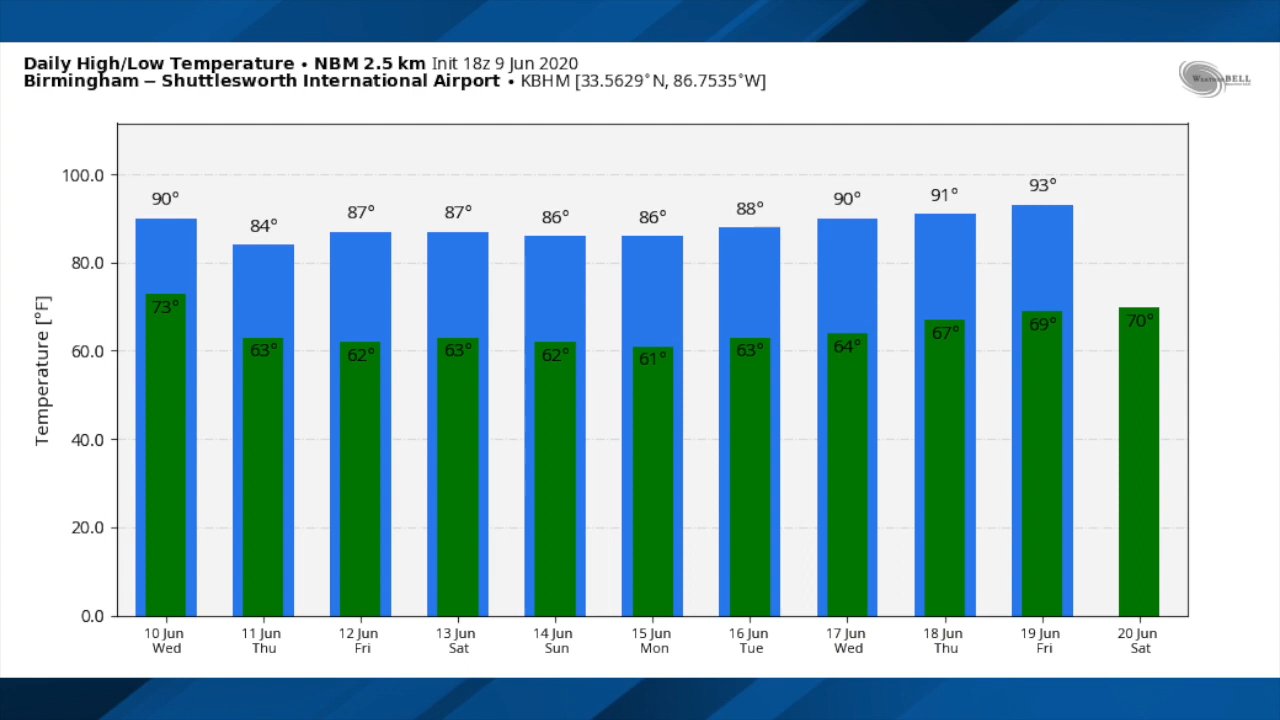 Daily High/Low Temperature • NBM 2.5 km Init 18z 9 Jun 2020
Birmingham – Shuttlesworth International Airport • KBHM [33.5629°N, 86.7535°W]
WeatherBELL
Temperature [°F]
100.0
80.0
60.0
40.0
20.0
0.0
90° 84° 87° 87° 86° 86° 88° 90° 91° 93°
73° 63° 62° 63° 62° 61° 63° 64° 67° 69° 70°
10 Jun 11 Jun 12 Jun 13 Jun 14 Jun 15 Jun 16 Jun 17 Jun 18 Jun 19 Jun 20 Jun
Wed Thu Fri Sat Sun Mon Tue Wed Thu Fri Sat